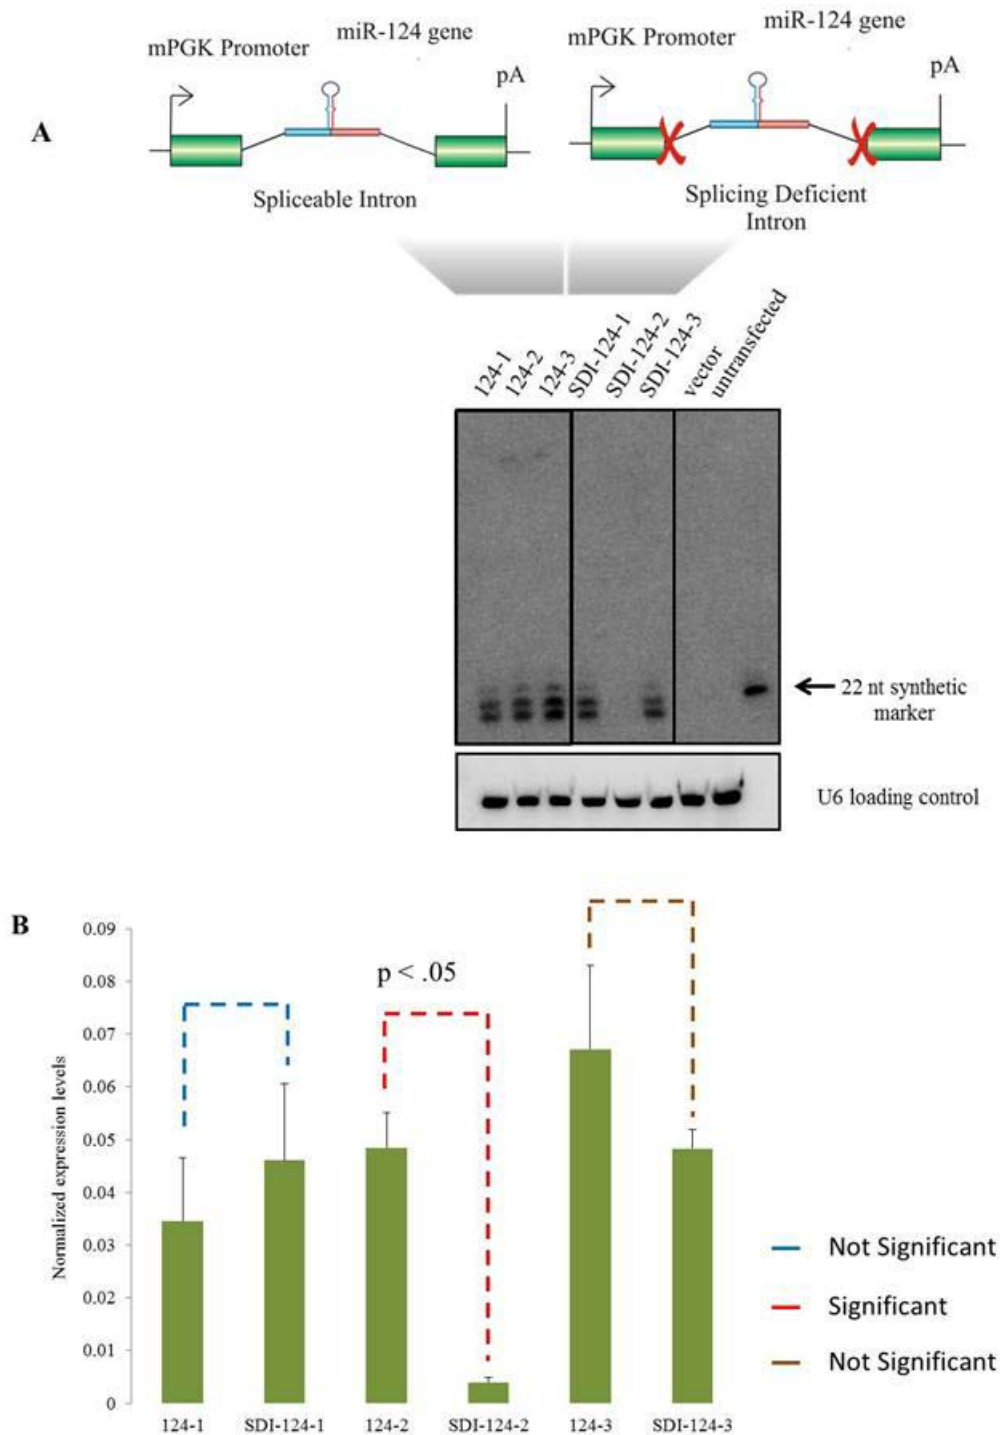 mPGK Promoter
miR-124 gene
pA
mPGK Promoter
miR-124 gene
pA
A
Spliceable Intron
Splicing Deficient
Intron
124-1
124-2
124-3
SDI-124-1
SDI-124-2
SDI-124-3
vector
untransfected
22 nt synthetic
marker
U6 loading control
B
0.09
0.08
0.07
0.06
0.05
0.04
0.03
0.02
0.01
0
Normalized expression levels
p < .05
Not Significant
Significant
Not Significant
124-1
SDI-124-1
124-2
SDI-124-2
124-3
SDI-124-3